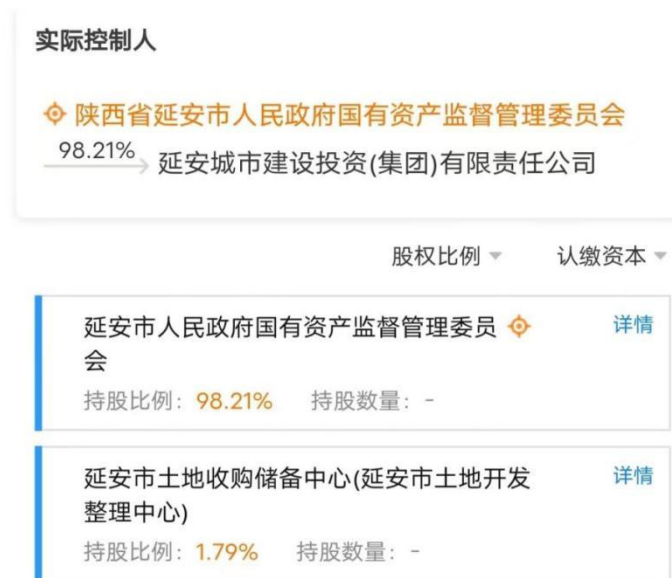 实际控制人
陕西省延安市人民政府国有资产监督管理委员会
98.21%
延安城市建设投资(集团)有限责任公司
股权比例 认缴资本
延安市人民政府国有资产监督管理委员 详情
会
持股比例：98.21% 持股数量：-
延安市土地收购储备中心(延安市土地开发 详情
整理中心)
持股比例：1.79% 持股数量：-